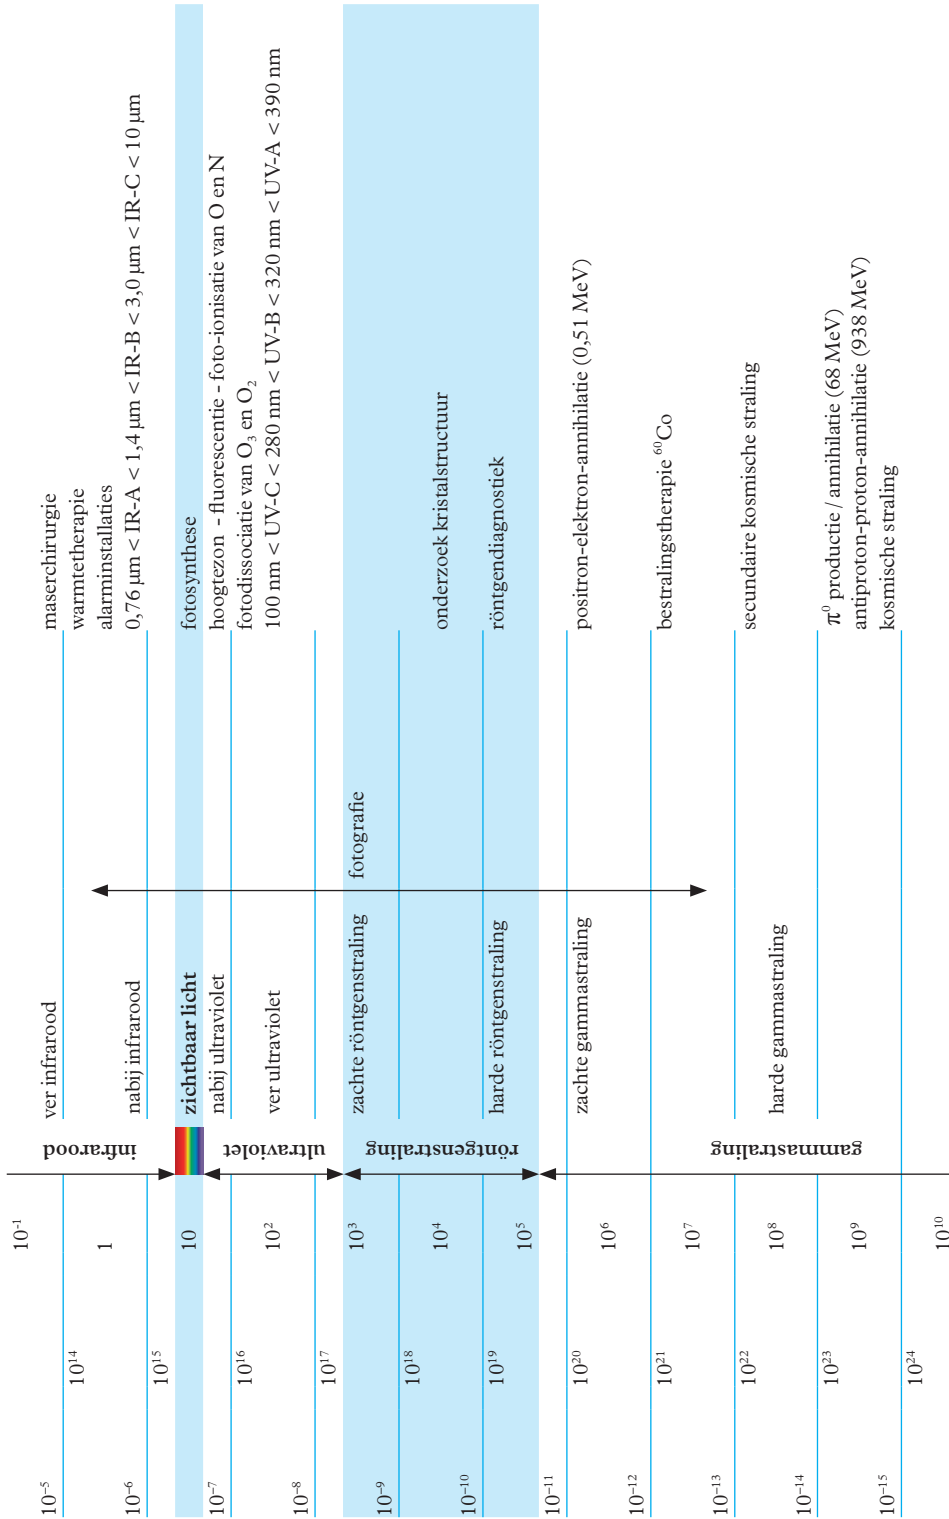 10⁻⁵
10⁻⁶
10⁻⁷
10⁻⁸
10⁻⁹
10⁻¹⁰
10⁻¹¹
10⁻¹²
10⁻¹³
10⁻¹⁴
10⁻¹⁵
10¹⁴
10¹⁵
10¹⁶
10¹⁷
10¹⁸
10¹⁹
10²⁰
10²¹
10²²
10²³
10²⁴
10⁻¹
1
10
10²
10³
10⁴
10⁵
10⁶
10⁷
10⁸
10⁹
10¹⁰
infrarood
ultraviolet
röntgenstraling
gammastraling
ver infrarood
nabij infrarood
zichtbaar licht
nabij ultraviolet
ver ultraviolet
zachte röntgenstraling
harde röntgenstraling
zachte gammastraling
harde gammastraling
fotografie
maserchirurgie
warmtetherapie
alarminstallaties
0,76 μm < IR-A < 1,4 μm < IR-B < 3,0 μm < IR-C < 10 μm
fotosynthese
hoogtezon - fluorescentie - foto-ionisatie van O en N
fotodissociatie van O₃ en O₂
100 nm < UV-C < 280 nm < UV-B < 320 nm < UV-A < 390 nm
onderzoek kristalstructuur
röntgendiagnostiek
positron-elektron-annihilatie (0,51 MeV)
bestralingstherapie ⁶⁰Co
secundaire kosmische straling
π⁰ productie / annihilatie (68 MeV)
antiproton-proton-annihilatie (938 MeV)
kosmische straling